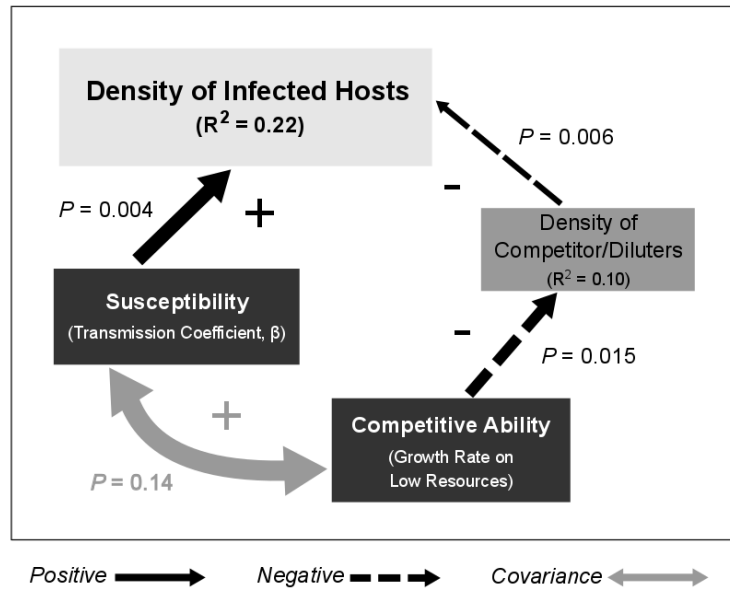 Density of Infected Hosts
(R² = 0.22)
P = 0.006
P = 0.004
+
-
Density of
Competitor/Diluters
(R² = 0.10)
Susceptibility
(Transmission Coefficient, β)
-
P = 0.015
+
Competitive Ability
(Growth Rate on
Low Resources)
P = 0.14
Positive
Negative
Covariance